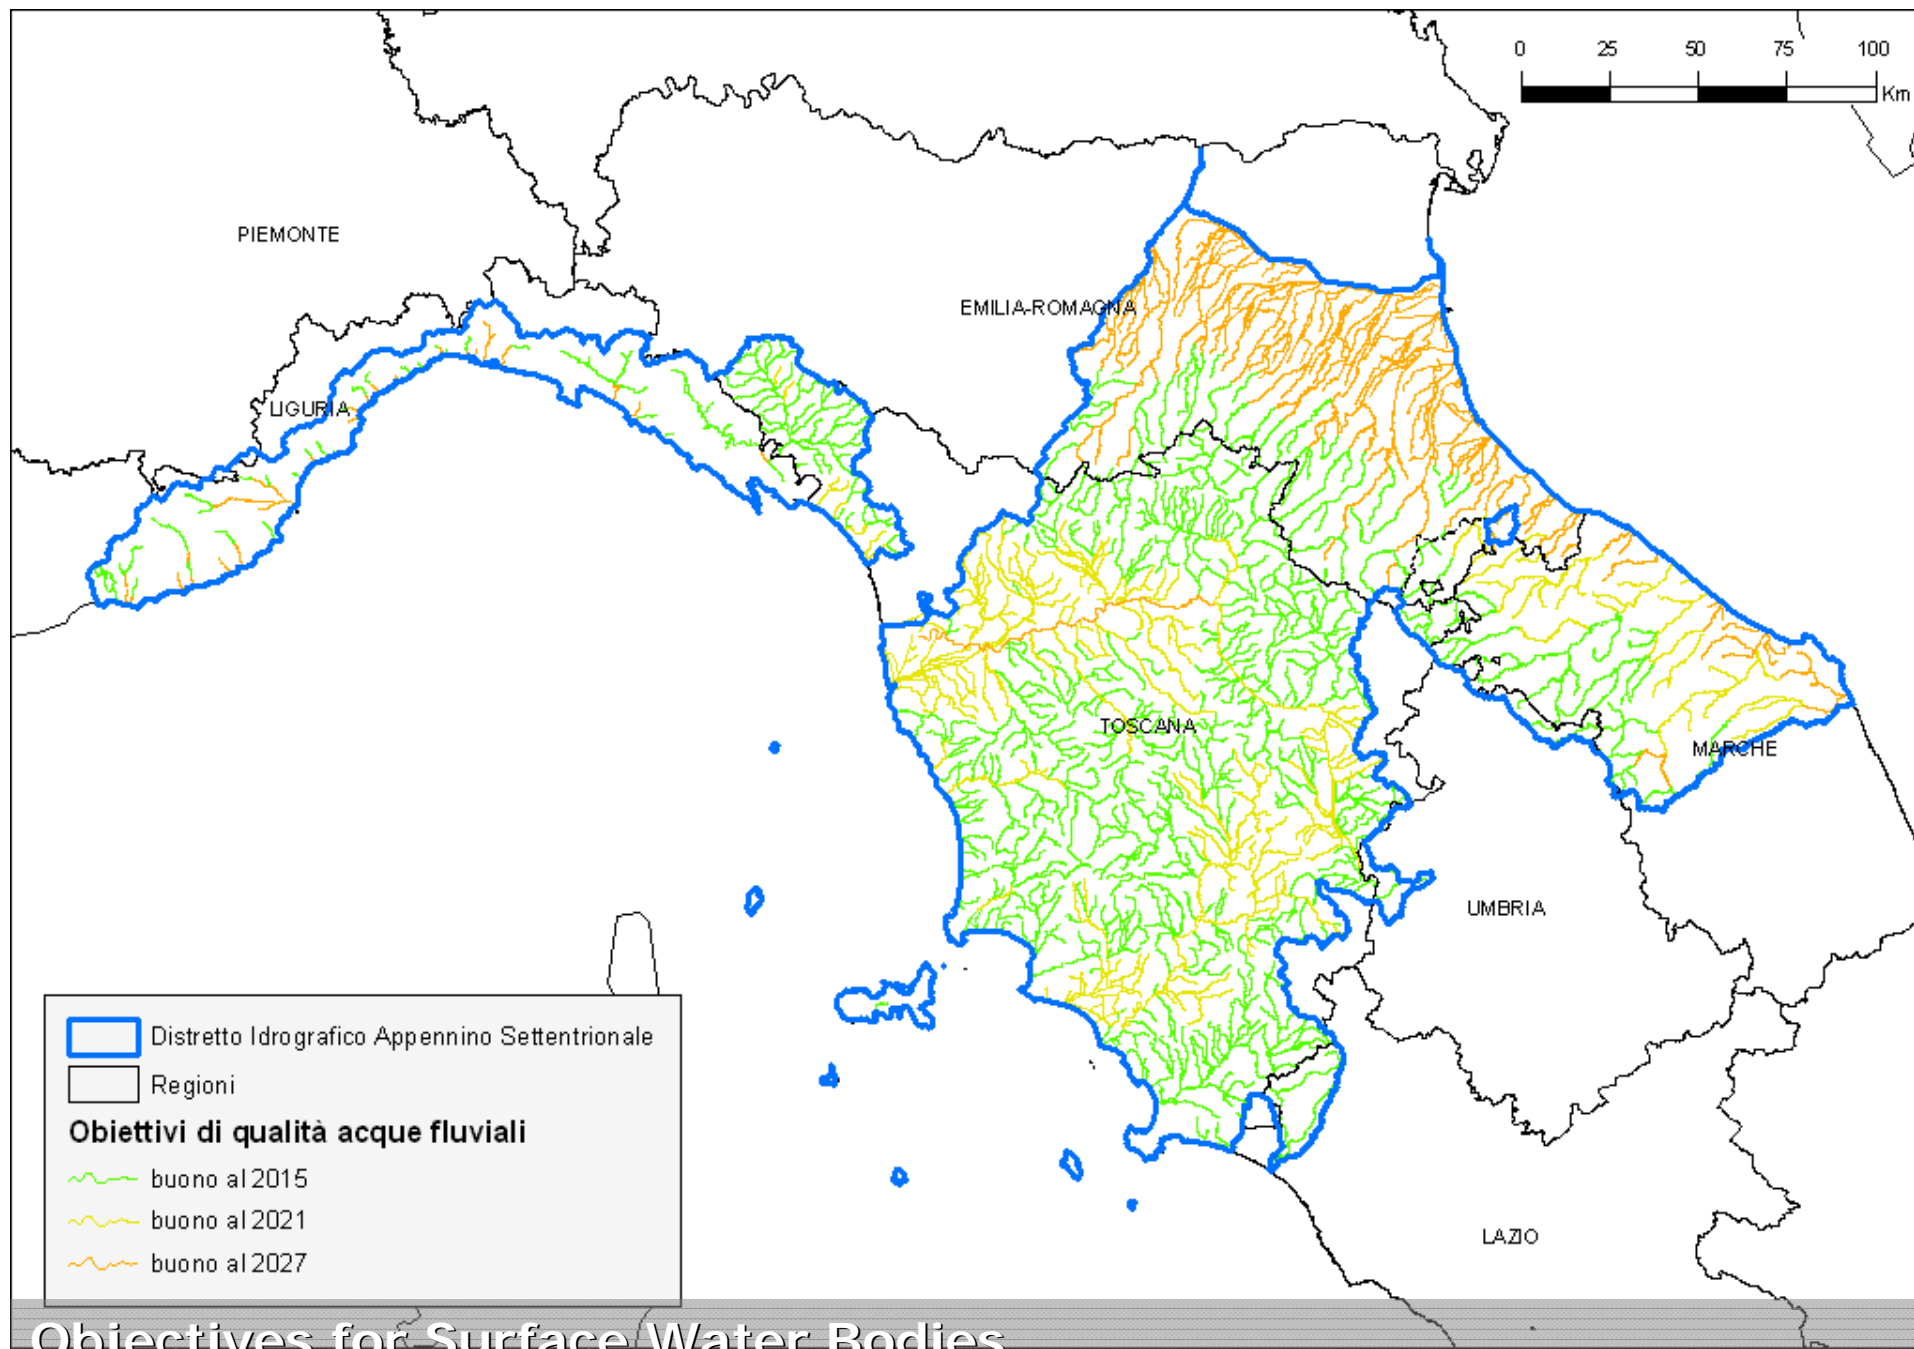 0 25 50 75 100
Km
PIEMONTE
EMILIA-ROMAGNA
LIGURIA
TOSCANA
MARCHE
UMBRIA
LAZIO
Distretto Idrografico Appennino Settentrionale
Regioni
Obiettivi di qualità acque fluviali
buono al 2015
buono al 2021
buono al 2027
Objectives for Surface Water Bodies